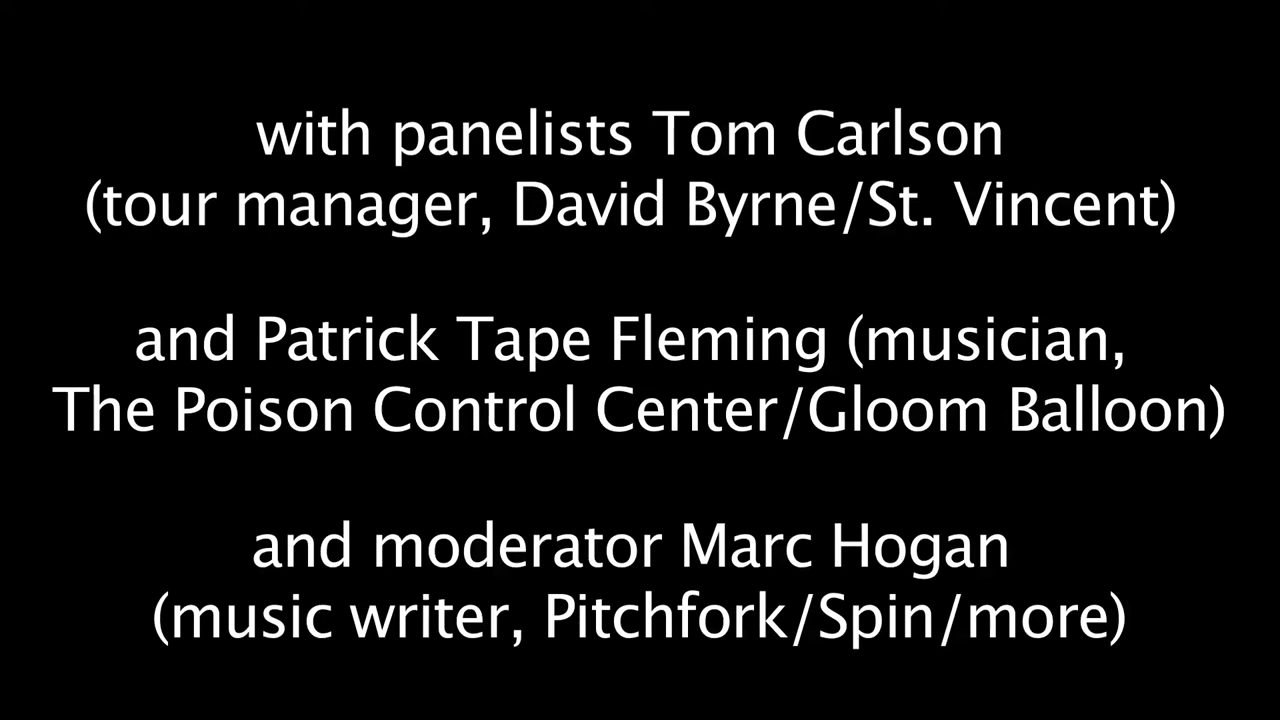 with panelists Tom Carlson
(tour manager, David Byrne/St. Vincent)
and Patrick Tape Fleming (musician,
The Poison Control Center/Gloom Balloon)
and moderator Marc Hogan
(music writer, Pitchfork/Spin/more)